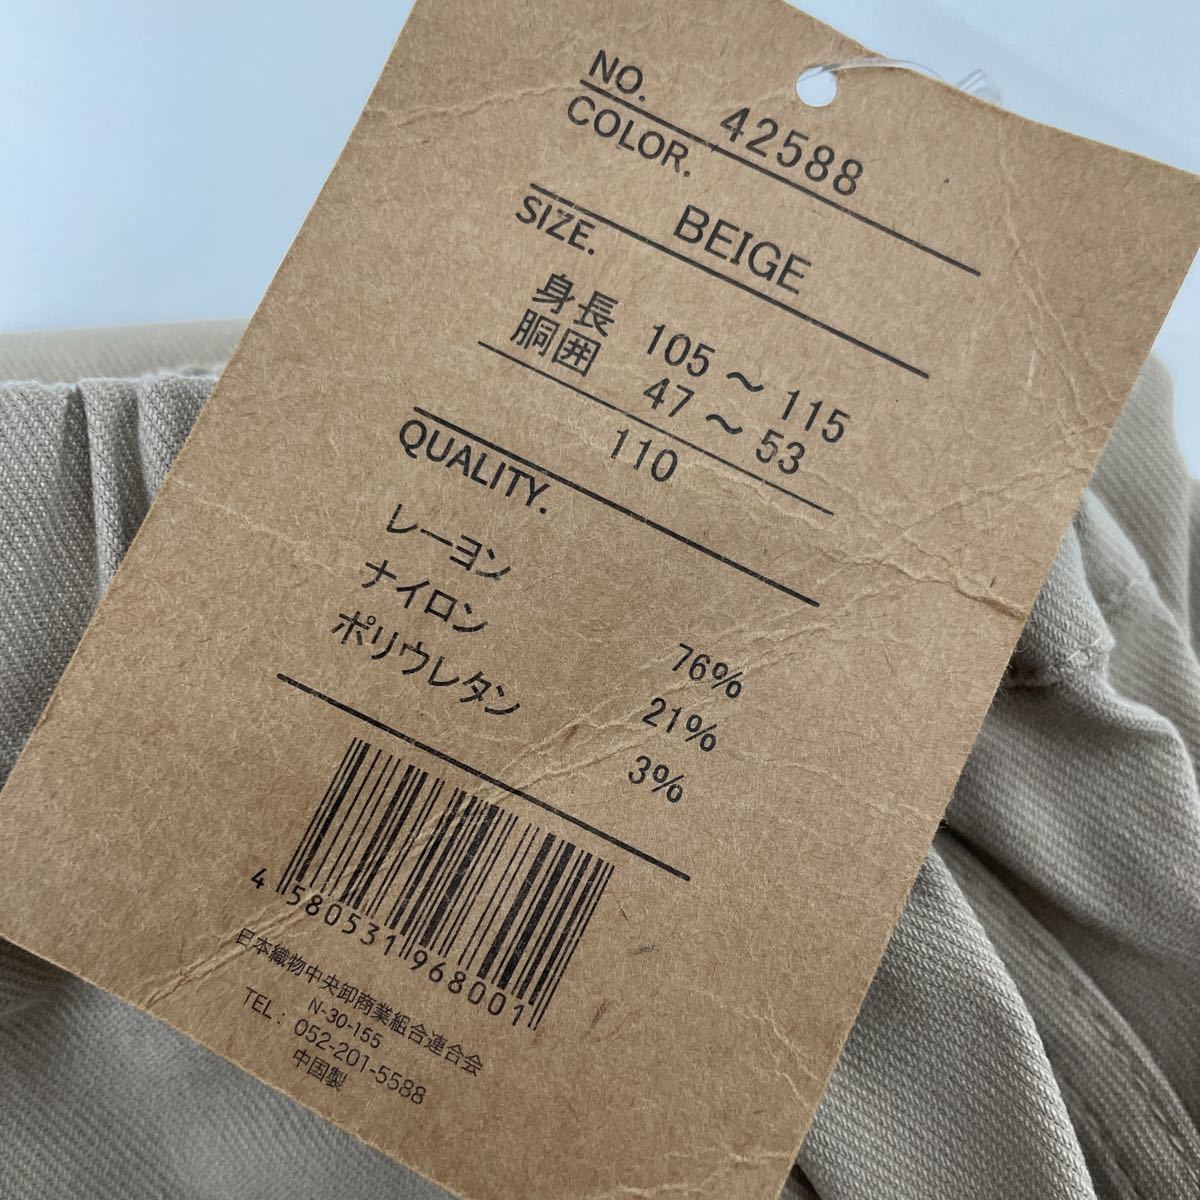 NO. 42588
COLOR.
BEIGE
SIZE.
身長 105 ～ 115
胴囲 47 ～ 53
110
QUALITY.
レーヨン 76%
ナイロン 21%
ポリウレタン 3%
4 580531 968001
日本織物中央卸商業組合連合会
N-30-155
TEL: 052-201-5588
中国製